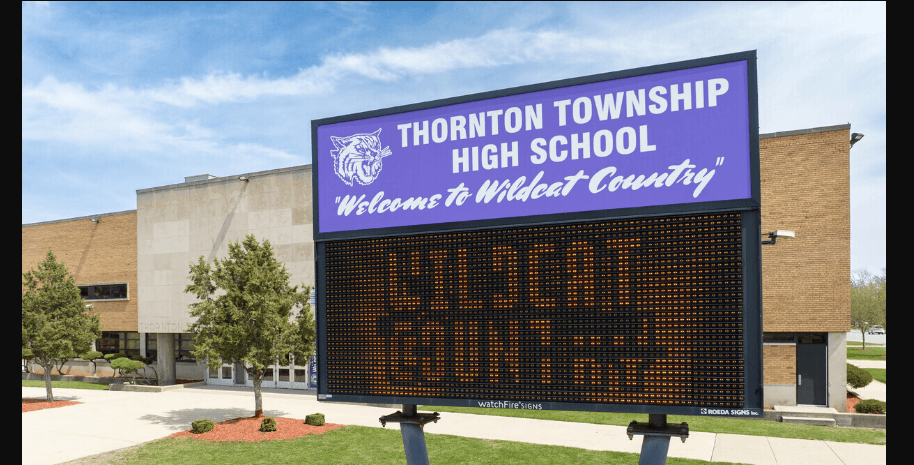 THORNTON TOWNSHIP
HIGH SCHOOL
"Welcome to Wildcat Country"
WILDCAT
watchFire® SIGNS
ROEDA SIGNS Inc.